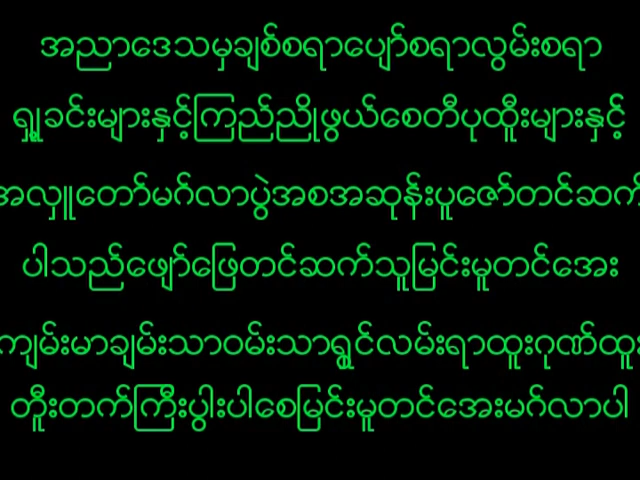 အညာဒေသမှချစ်စရာပျော်စရာလွမ်းစရာ
ရှု့ခင်းများနှင့်ကြည်ညိုဖွယ်စေတီပုထိူးများနှင့်
အလှူတော်မဂ်လာပွဲအစအဆုန်းပူဇော်တင်ဆက်
ပါသည်ဖျော်ဖြေတင်ဆက်သူမြင်းမူတင်အေး
ကျမ်းမာချမ်းသာဝမ်းသာရွှင်လမ်းရာထူးဂုဏ်ထူး
တိူးတက်ကြီးပွါးပါစေမြင်းမူတင်အေးမဂ်လာပါ